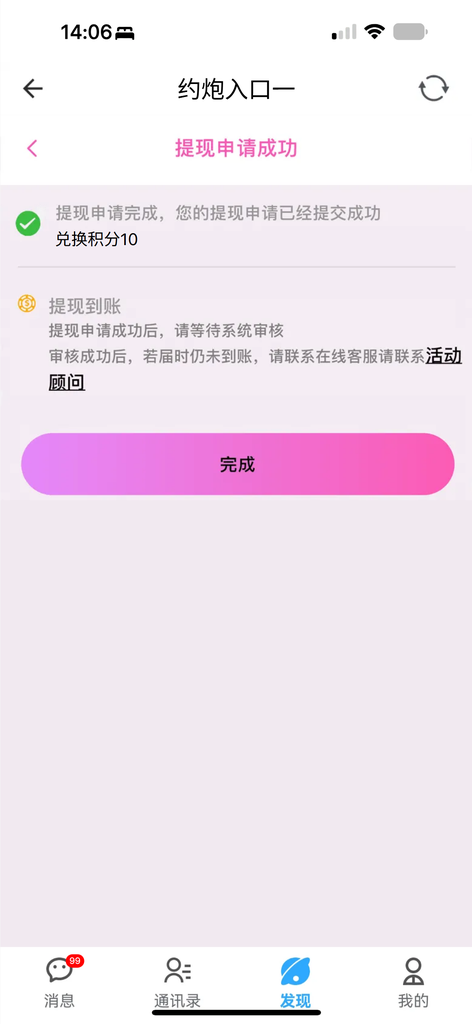 14:06
约炮入口一
提现申请成功
提现申请完成，您的提现申请已经提交成功
兑换积分10
提现到账
提现申请成功后，请等待系统审核
审核成功后，若届时仍未到账，请联系在线客服请联系活动
顾问
完成
99
消息
通讯录
发现
我的